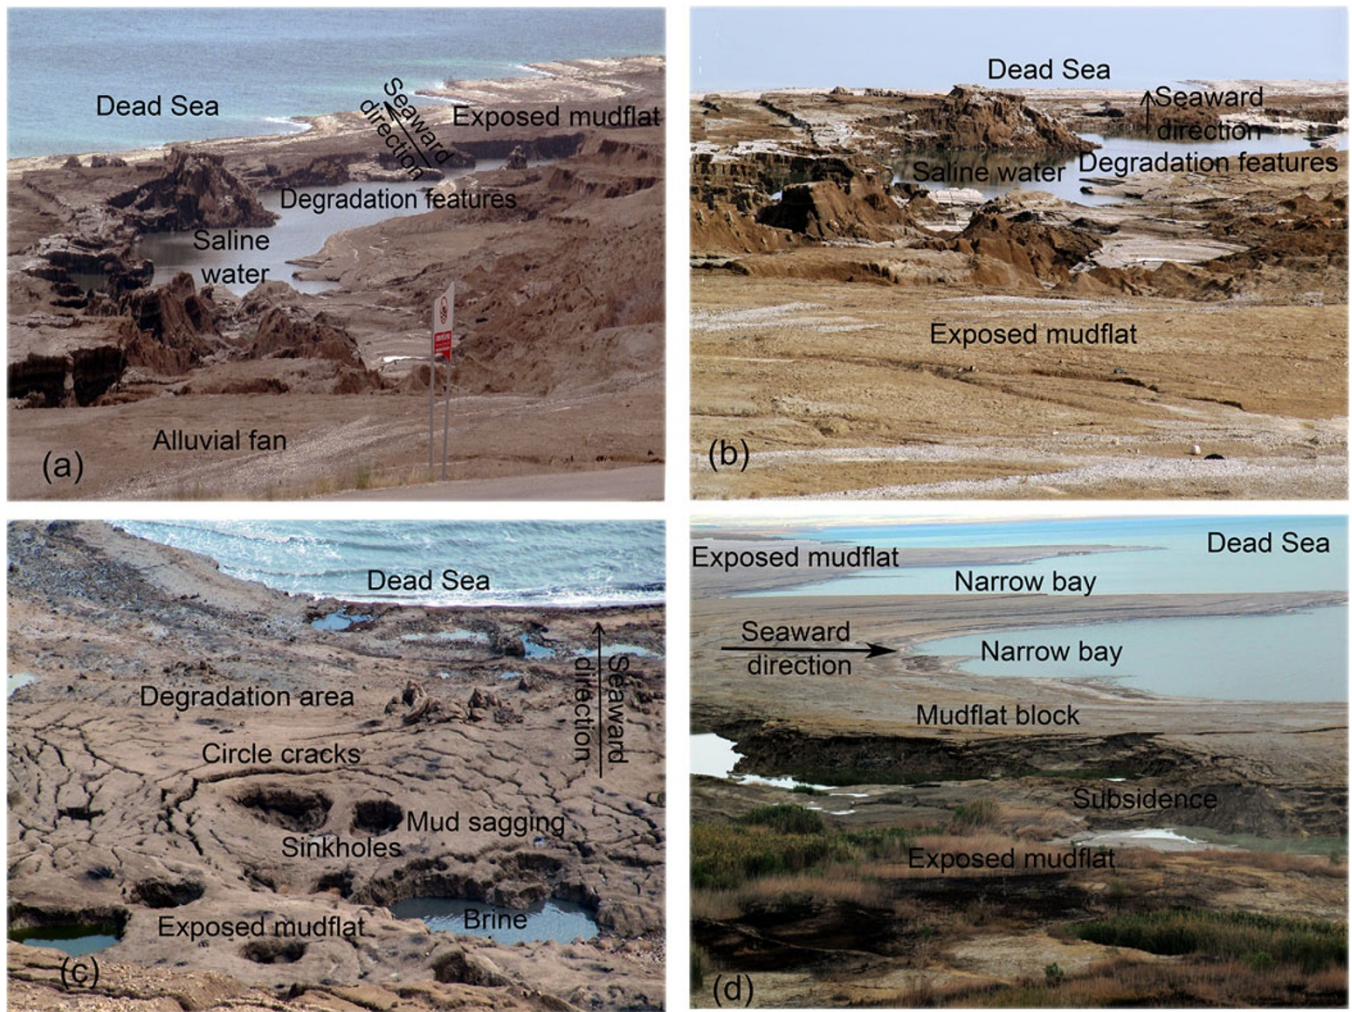 Dead Sea
Seaward
direction
Exposed mudflat
Degradation features
Saline
water
Alluvial fan
(a)
Dead Sea
Seaward
direction
Saline water
Degradation features
Exposed mudflat
(b)
Dead Sea
Seaward
direction
Degradation area
Circle cracks
Mud sagging
Sinkholes
Exposed mudflat
Brine
(c)
Exposed mudflat
Dead Sea
Narrow bay
Seaward
direction
Narrow bay
Mudflat block
Subsidence
Exposed mudflat
(d)